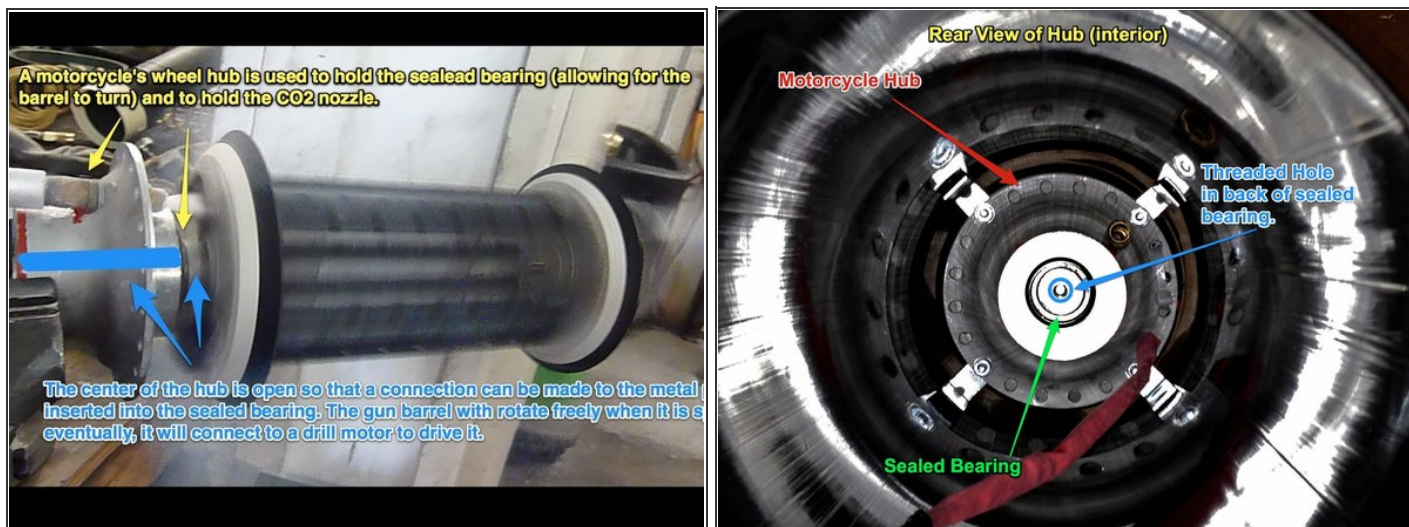 A motorcycle's wheel hub is used to hold the sealead bearing (allowing for the
barrel to turn) and to hold the CO2 nozzle.
The center of the hub is open so that a connection can be made to the metal
inserted into the sealed bearing. The gun barrel with rotate freely when it is
eventually, it will connect to a drill motor to drive it.
Rear View of Hub (interior)
Motorcycle Hub
Threaded Hole
in back of sealed
bearing.
Sealed Bearing